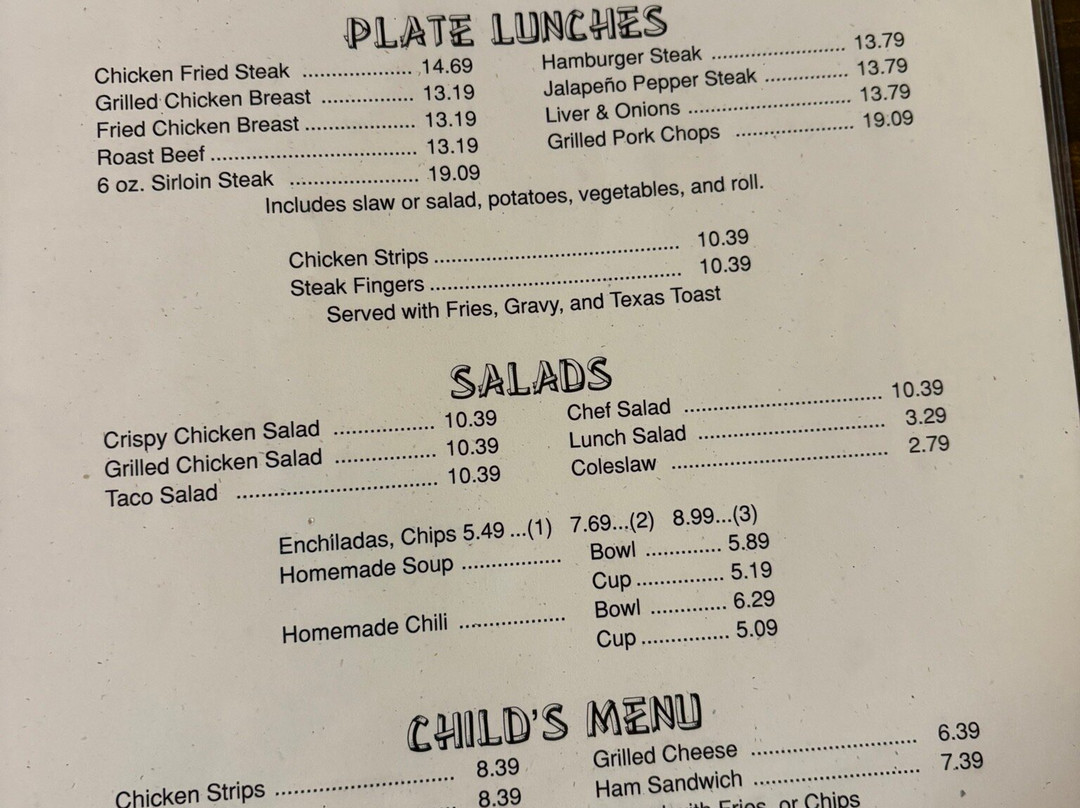 PLATE LUNCHES
Chicken Fried Steak .................. 14.69
Grilled Chicken Breast ............... 13.19
Fried Chicken Breast .................. 13.19
Roast Beef ................................. 13.19
6 oz. Sirloin Steak ..................... 19.09
Hamburger Steak ...................... 13.79
Jalapeño Pepper Steak .............. 13.79
Liver & Onions ........................... 13.79
Grilled Pork Chops .................... 19.09
Includes slaw or salad, potatoes, vegetables, and roll.
Chicken Strips ........................................ 10.39
Steak Fingers ......................................... 10.39
Served with Fries, Gravy, and Texas Toast
SALADS
Crispy Chicken Salad ................. 10.39
Grilled Chicken Salad ................. 10.39
Taco Salad ................................. 10.39
Chef Salad ................................. 10.39
Lunch Salad ............................... 3.29
Coleslaw .................................... 2.79
Enchiladas, Chips 5.49 ...(1) 7.69...(2) 8.99...(3)
Homemade Soup ................. Bowl ............. 5.89
Cup ............... 5.19
Homemade Chili .................. Bowl ............. 6.29
Cup ............... 5.09
CHILD'S MENU
Chicken Strips ............................. 8.39
8.39
Grilled Cheese ............................ 6.39
Ham Sandwich ........................... 7.39
with Fries, or Chips